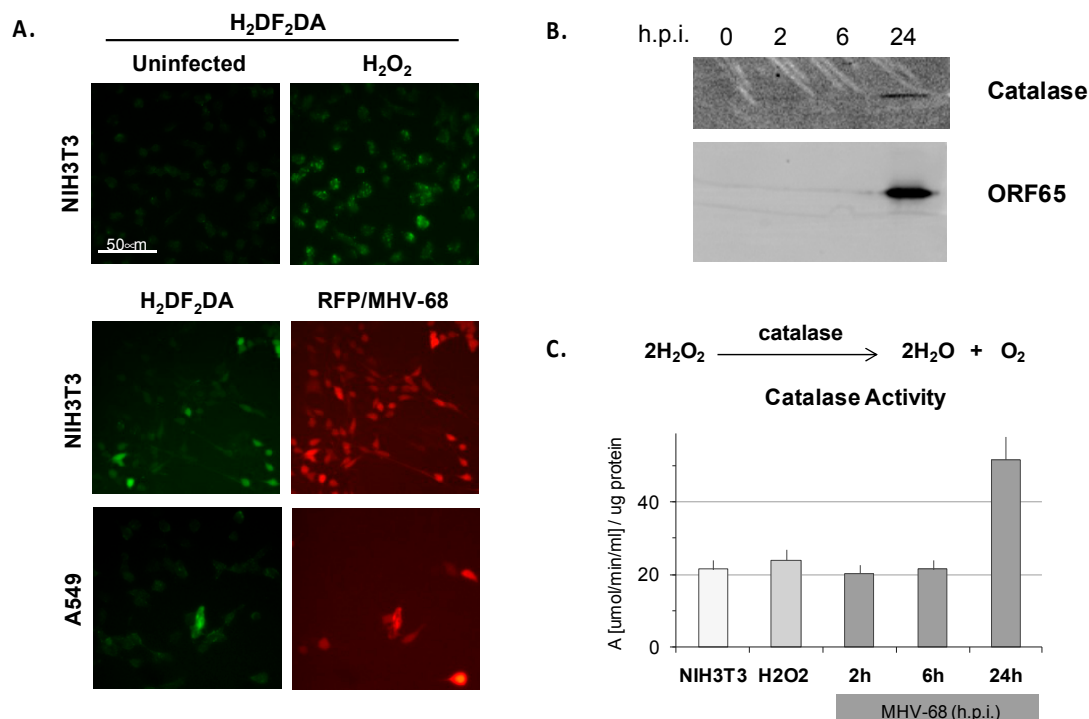 A.
H₂DF₂DA
Uninfected H₂O₂
NIH3T3
50∝m
H₂DF₂DA RFP/MHV-68
NIH3T3
A549
B.
h.p.i. 0 2 6 24
Catalase
ORF65
C.
catalase
2H₂O₂ → 2H₂O + O₂
Catalase Activity
A [umol/min/ml] / ug protein
40
20
0
NIH3T3 H2O2 2h 6h 24h
MHV-68 (h.p.i.)